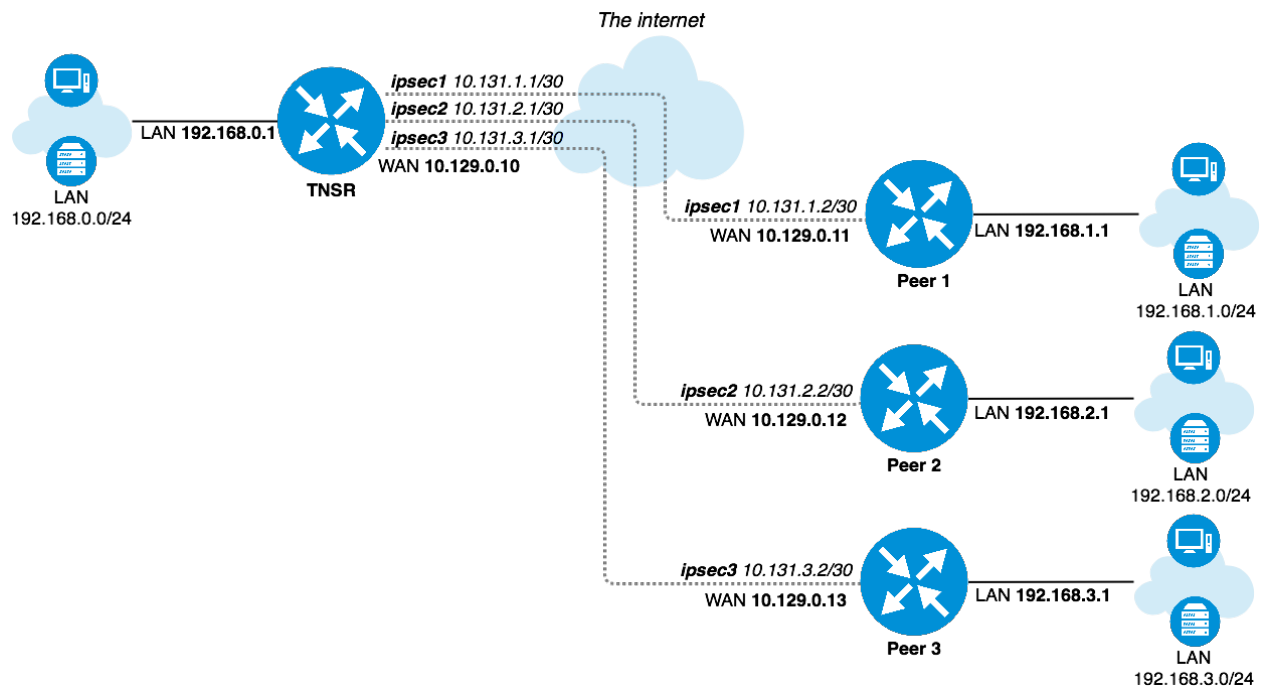 The internet
ipsec1 10.131.1.1/30
ipsec2 10.131.2.1/30
ipsec3 10.131.3.1/30
LAN 192.168.0.1
WAN 10.129.0.10
TNSR
LAN
192.168.0.0/24
ipsec1 10.131.1.2/30
WAN 10.129.0.11
LAN 192.168.1.1
Peer 1
LAN
192.168.1.0/24
ipsec2 10.131.2.2/30
WAN 10.129.0.12
LAN 192.168.2.1
Peer 2
LAN
192.168.2.0/24
ipsec3 10.131.3.2/30
WAN 10.129.0.13
LAN 192.168.3.1
Peer 3
LAN
192.168.3.0/24